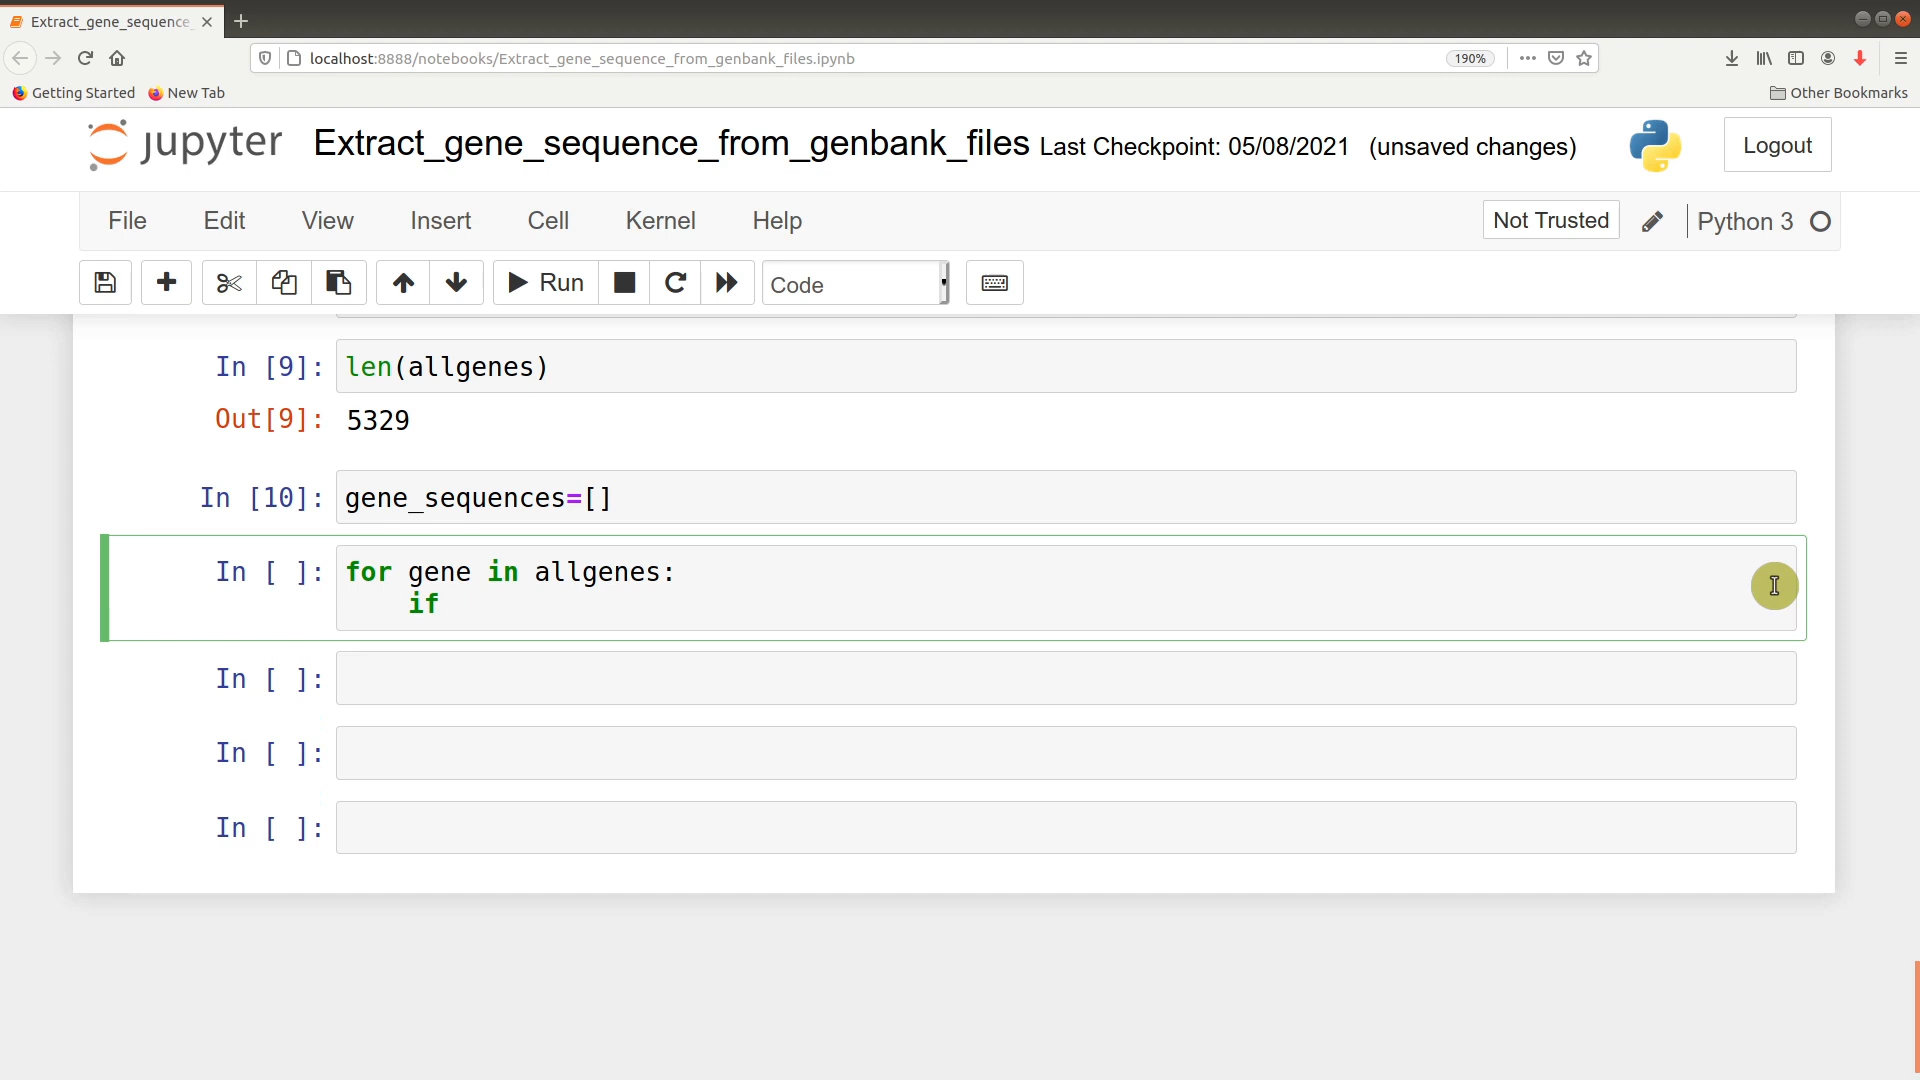 Extract_gene_sequence_
localhost:8888/notebooks/Extract_gene_sequence_from_genbank_files.ipynb
190%
Getting Started
New Tab
Other Bookmarks
jupyter
Extract_gene_sequence_from_genbank_files Last Checkpoint: 05/08/2021 (unsaved changes)
Logout
File Edit View Insert Cell Kernel Help
Not Trusted
Python 3
Run
Code
In [9]: len(allgenes)
Out[9]: 5329
In [10]: gene_sequences=[]
In [ ]: for gene in allgenes:
if
In [ ]:
In [ ]:
In [ ]: